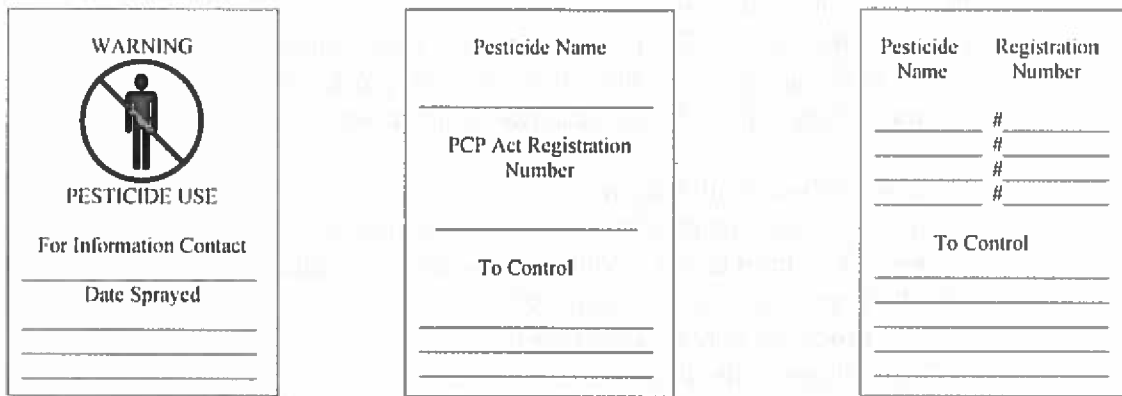 WARNING
PESTICIDE USE
For Information Contact
Date Sprayed
Pesticide Name
PCP Act Registration
Number
To Control
Pesticide Registration
Name Number
#
#
#
#
To Control